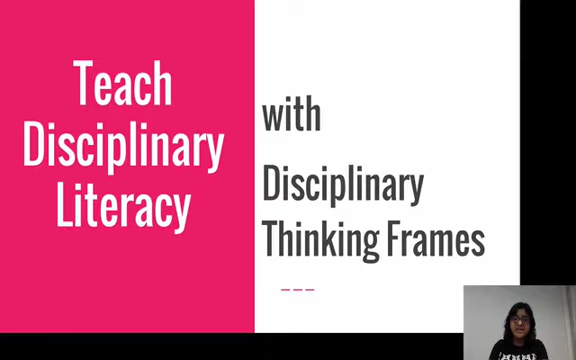 Teach
Disciplinary
Literacy
with
Disciplinary
Thinking Frames